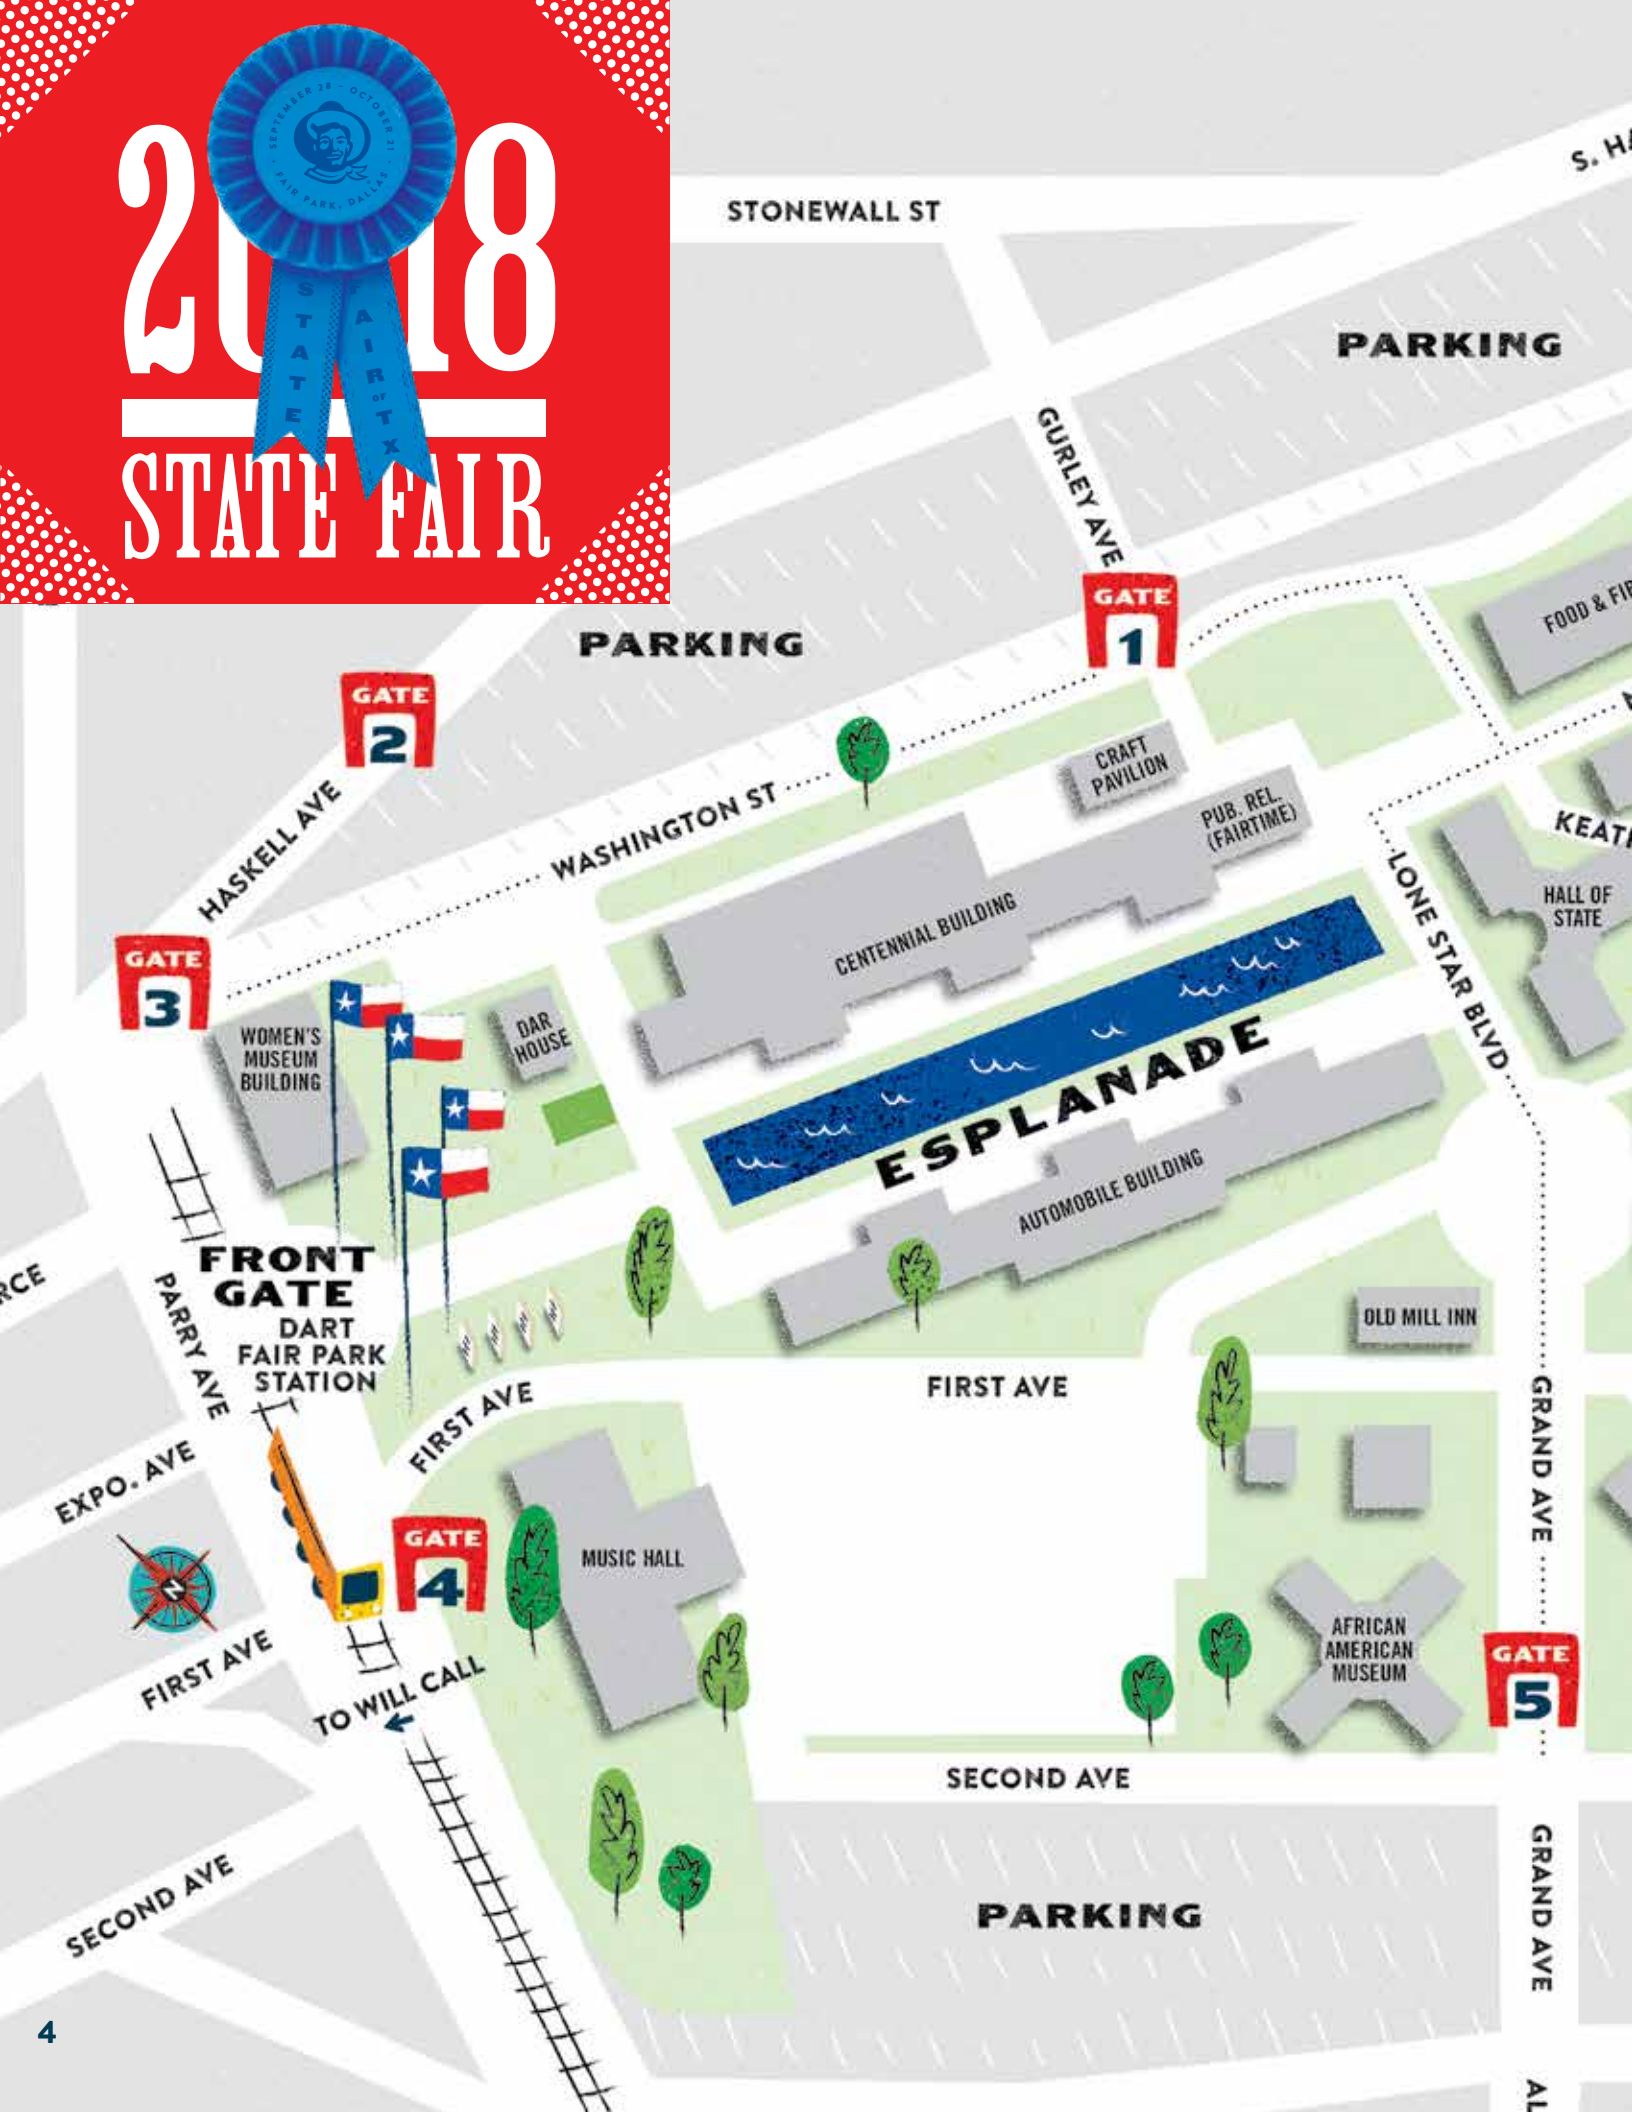 SEPTEMBER 28 - OCTOBER 21
FAIR PARK, DALLAS
2018
STATE
FAIR OF TX
STATE FAIR
STONEWALL ST
S. HA
PARKING
GURLEY AVE
GATE
1
FOOD & FIB
PARKING
GATE
2
HASKELL AVE
WASHINGTON ST
CRAFT
PAVILION
PUB. REL.
(FAIRTIME)
KEATI
LONE STAR BLVD
HALL OF
STATE
CENTENNIAL BUILDING
GATE
3
WOMEN'S
MUSEUM
BUILDING
DAR
HOUSE
ESPLANADE
AUTOMOBILE BUILDING
FRONT
GATE
DART
FAIR PARK
STATION
RCE
PARRY AVE
OLD MILL INN
FIRST AVE
FIRST AVE
GRAND AVE
EXPO. AVE
N
GATE
4
MUSIC HALL
AFRICAN
AMERICAN
MUSEUM
GATE
5
FIRST AVE
TO WILL CALL
SECOND AVE
SECOND AVE
GRAND AVE
PARKING
4
AL